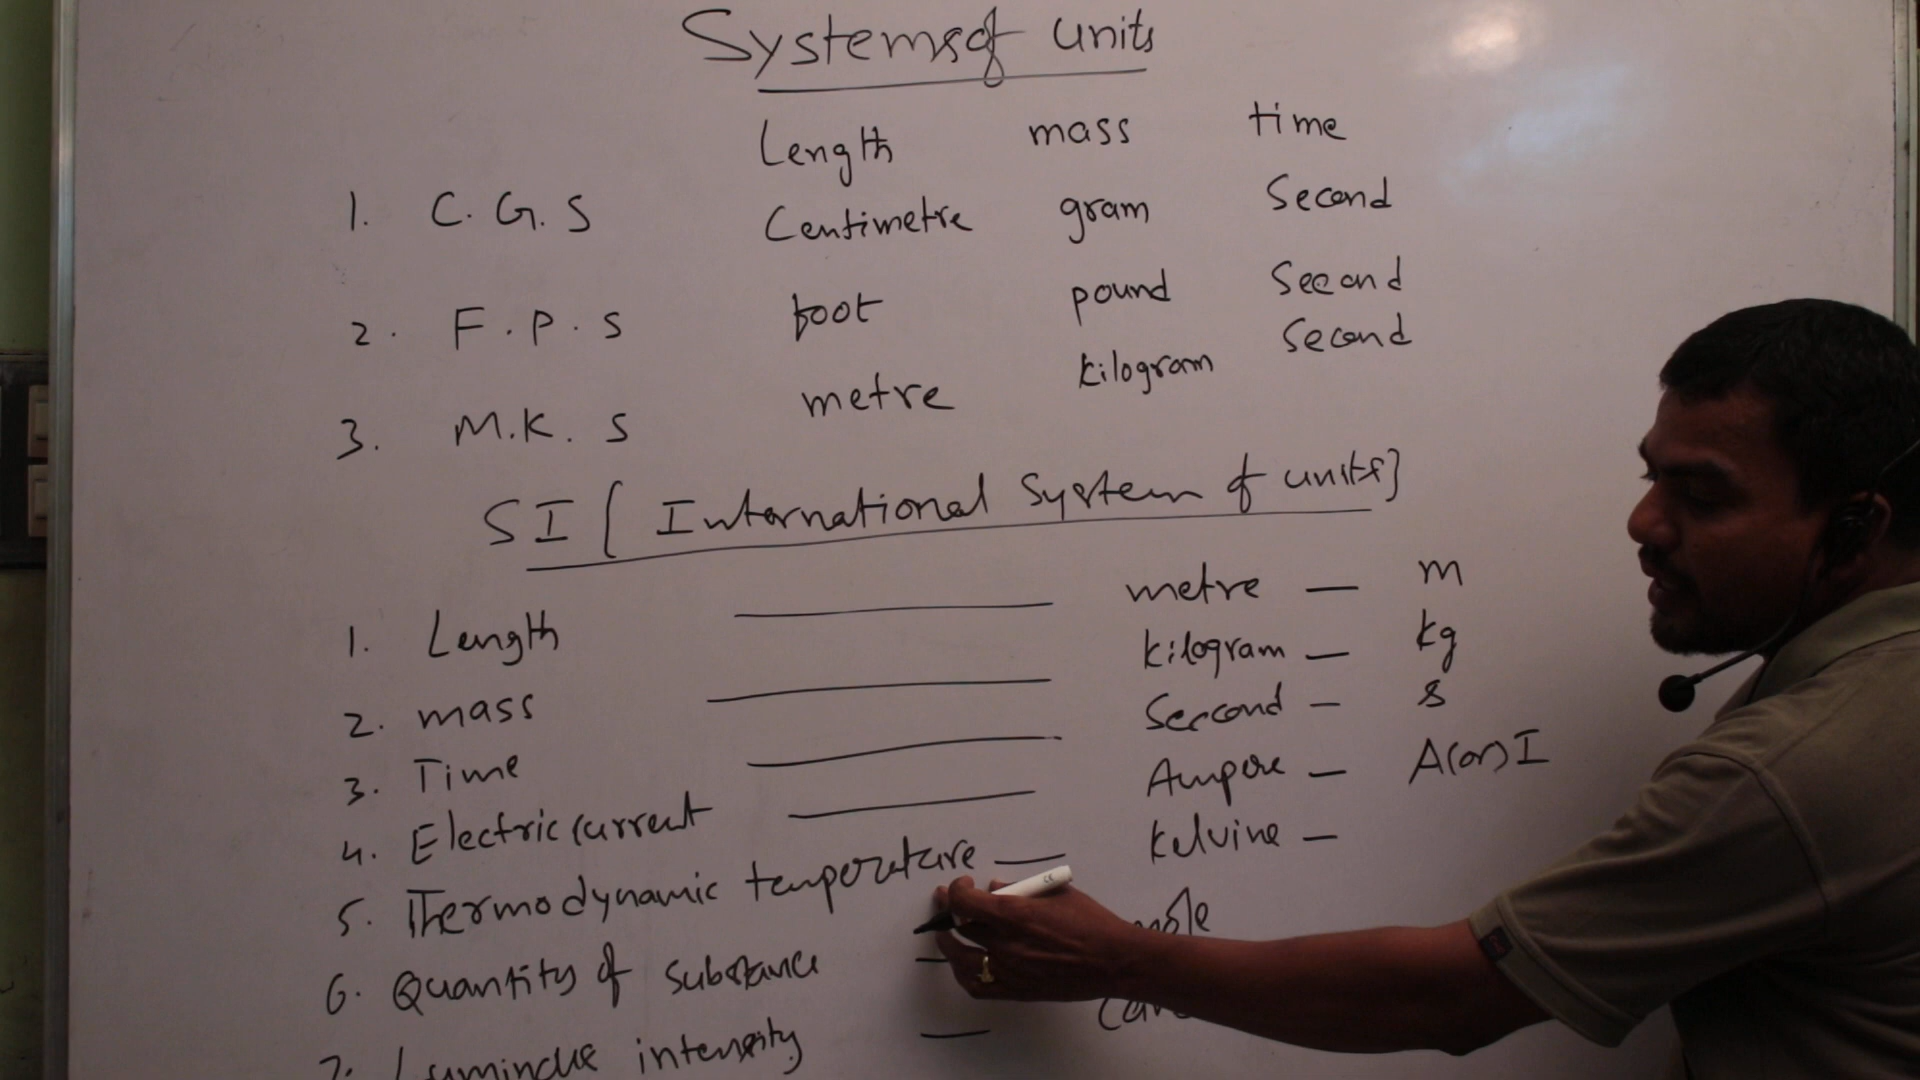 Systems of units
Length mass time
1. C. G. S Centimetre gram Second
2. F. P. S foot pound Second
3. M. K. S metre kilogram Second
SI [International System of units]
1. Length — metre — m
2. mass — kilogram — kg
3. Time — Second — s
4. Electric current — Ampere — A(or) I
5. Thermodynamic temperature — Kelvine —
6. Quantity of substance — mole
7. intensity —